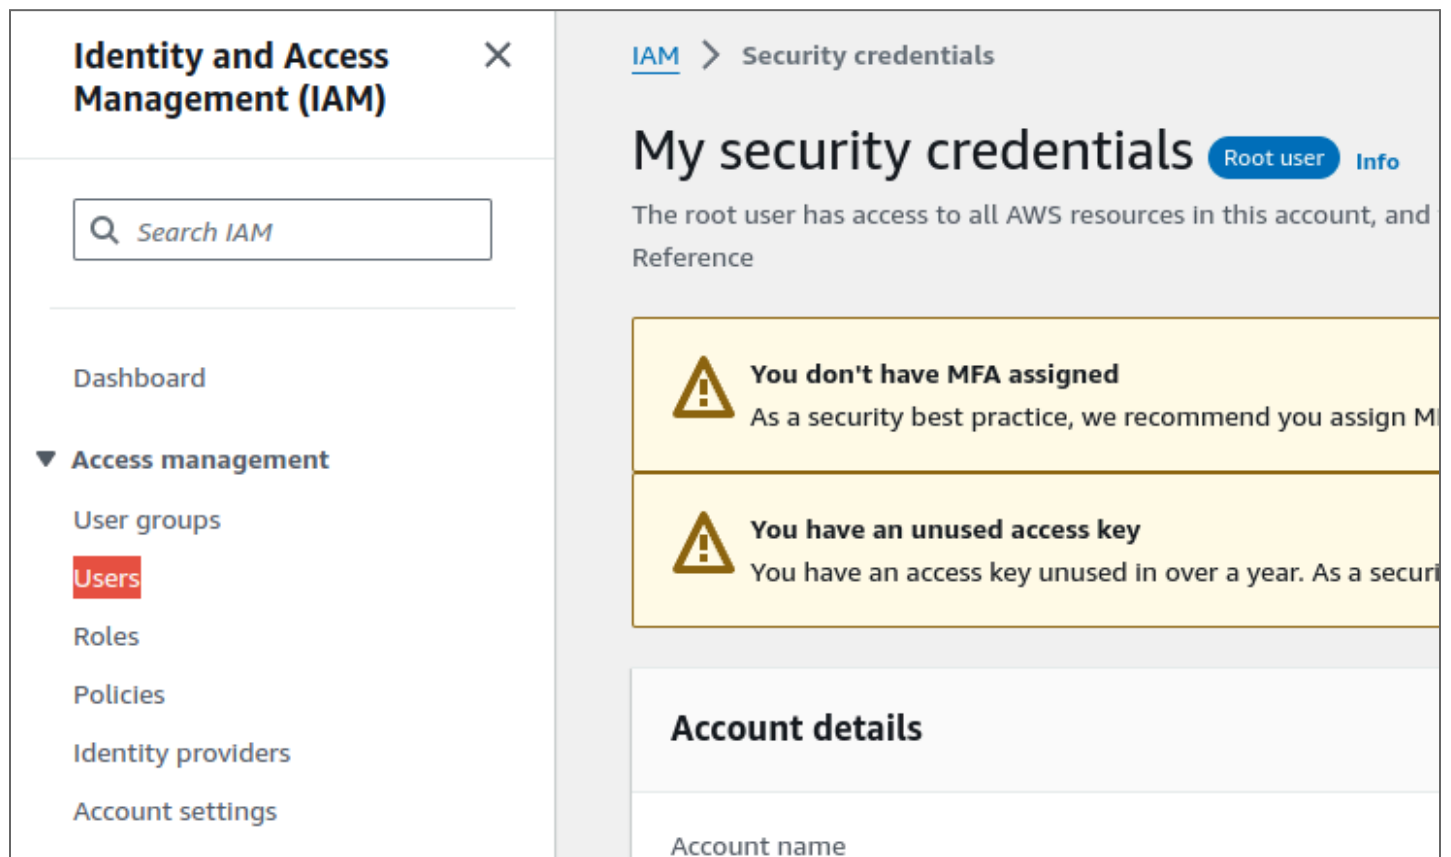 Identity and Access
Management (IAM)
Search IAM
Dashboard
Access management
User groups
Users
Roles
Policies
Identity providers
Account settings
IAM > Security credentials
My security credentials Root user Info
The root user has access to all AWS resources in this account, and
Reference
You don't have MFA assigned
As a security best practice, we recommend you assign M
You have an unused access key
You have an access key unused in over a year. As a securi
Account details
Account name